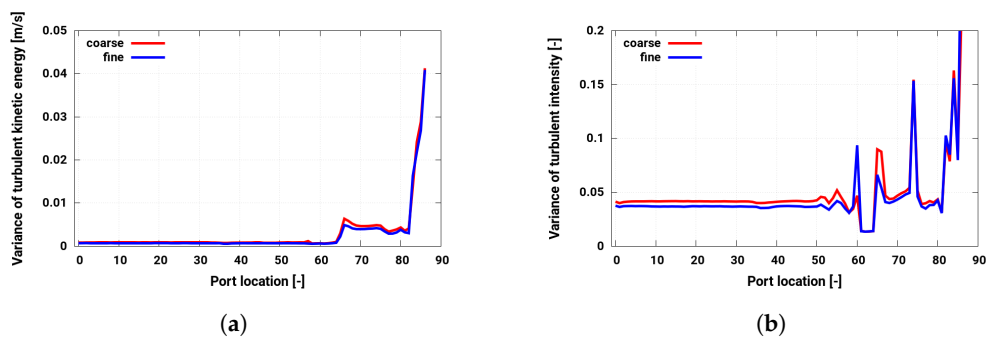 Variance of turbulent kinetic energy [m/s]
0.05
0.04
0.03
0.02
0.01
0
coarse
fine
0 10 20 30 40 50 60 70 80 90
Port location [-]
(a)
Variance of turbulent intensity [-]
0.2
0.15
0.1
0.05
0
coarse
fine
0 10 20 30 40 50 60 70 80 90
Port location [-]
(b)